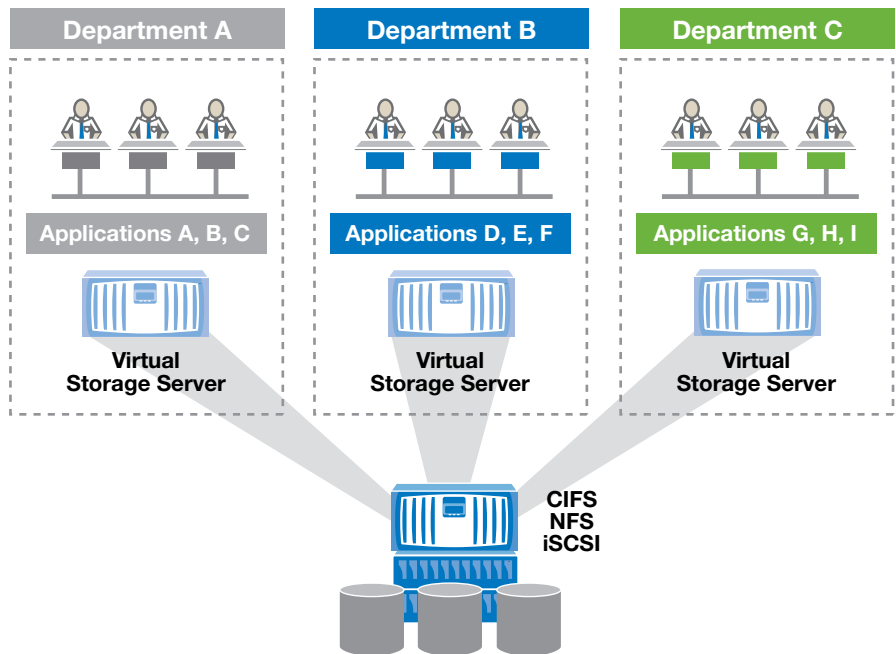 Department A
Department B
Department C
Applications A, B, C
Applications D, E, F
Applications G, H, I
Virtual
Storage Server
Virtual
Storage Server
Virtual
Storage Server
CIFS
NFS
iSCSI